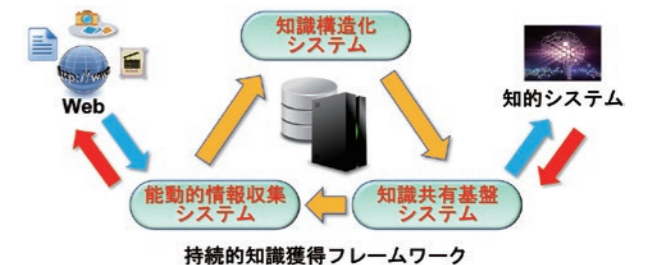 知識構造化
システム
http://www
Web
知的システム
能動的情報収集
システム
知識共有基盤
システム
持続的知識獲得フレームワーク